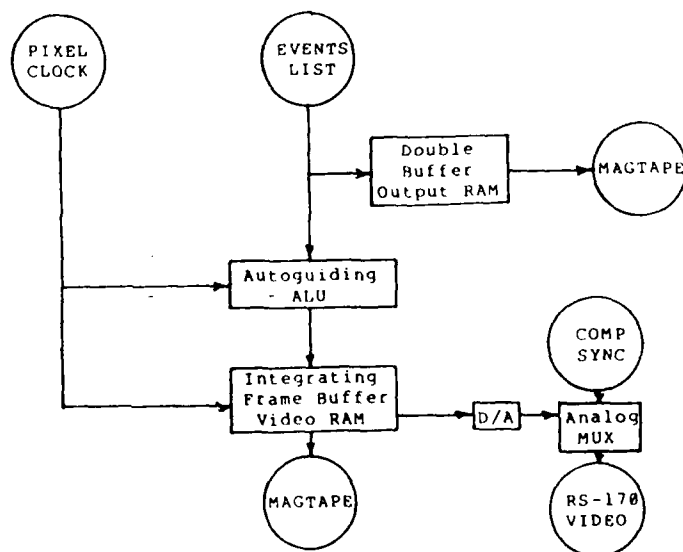 PIXEL
CLOCK
EVENTS
LIST
Double
Buffer
Output RAM
MAGTAPE
Autoguiding
- ALU
COMP
SYNC
Integrating
Frame Buffer
Video RAM
D/A
Analog
MUX
MAGTAPE
RS-170
VIDEO